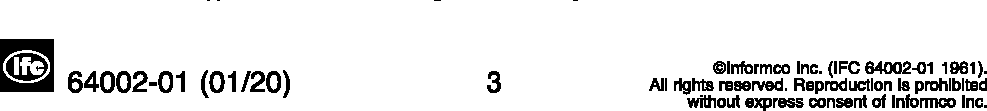 ifc 64002-01 (01/20) 3
©Informco Inc. (IFC 64002-01 1961).
All rights reserved. Reproduction is prohibited
without express consent of Informco Inc.